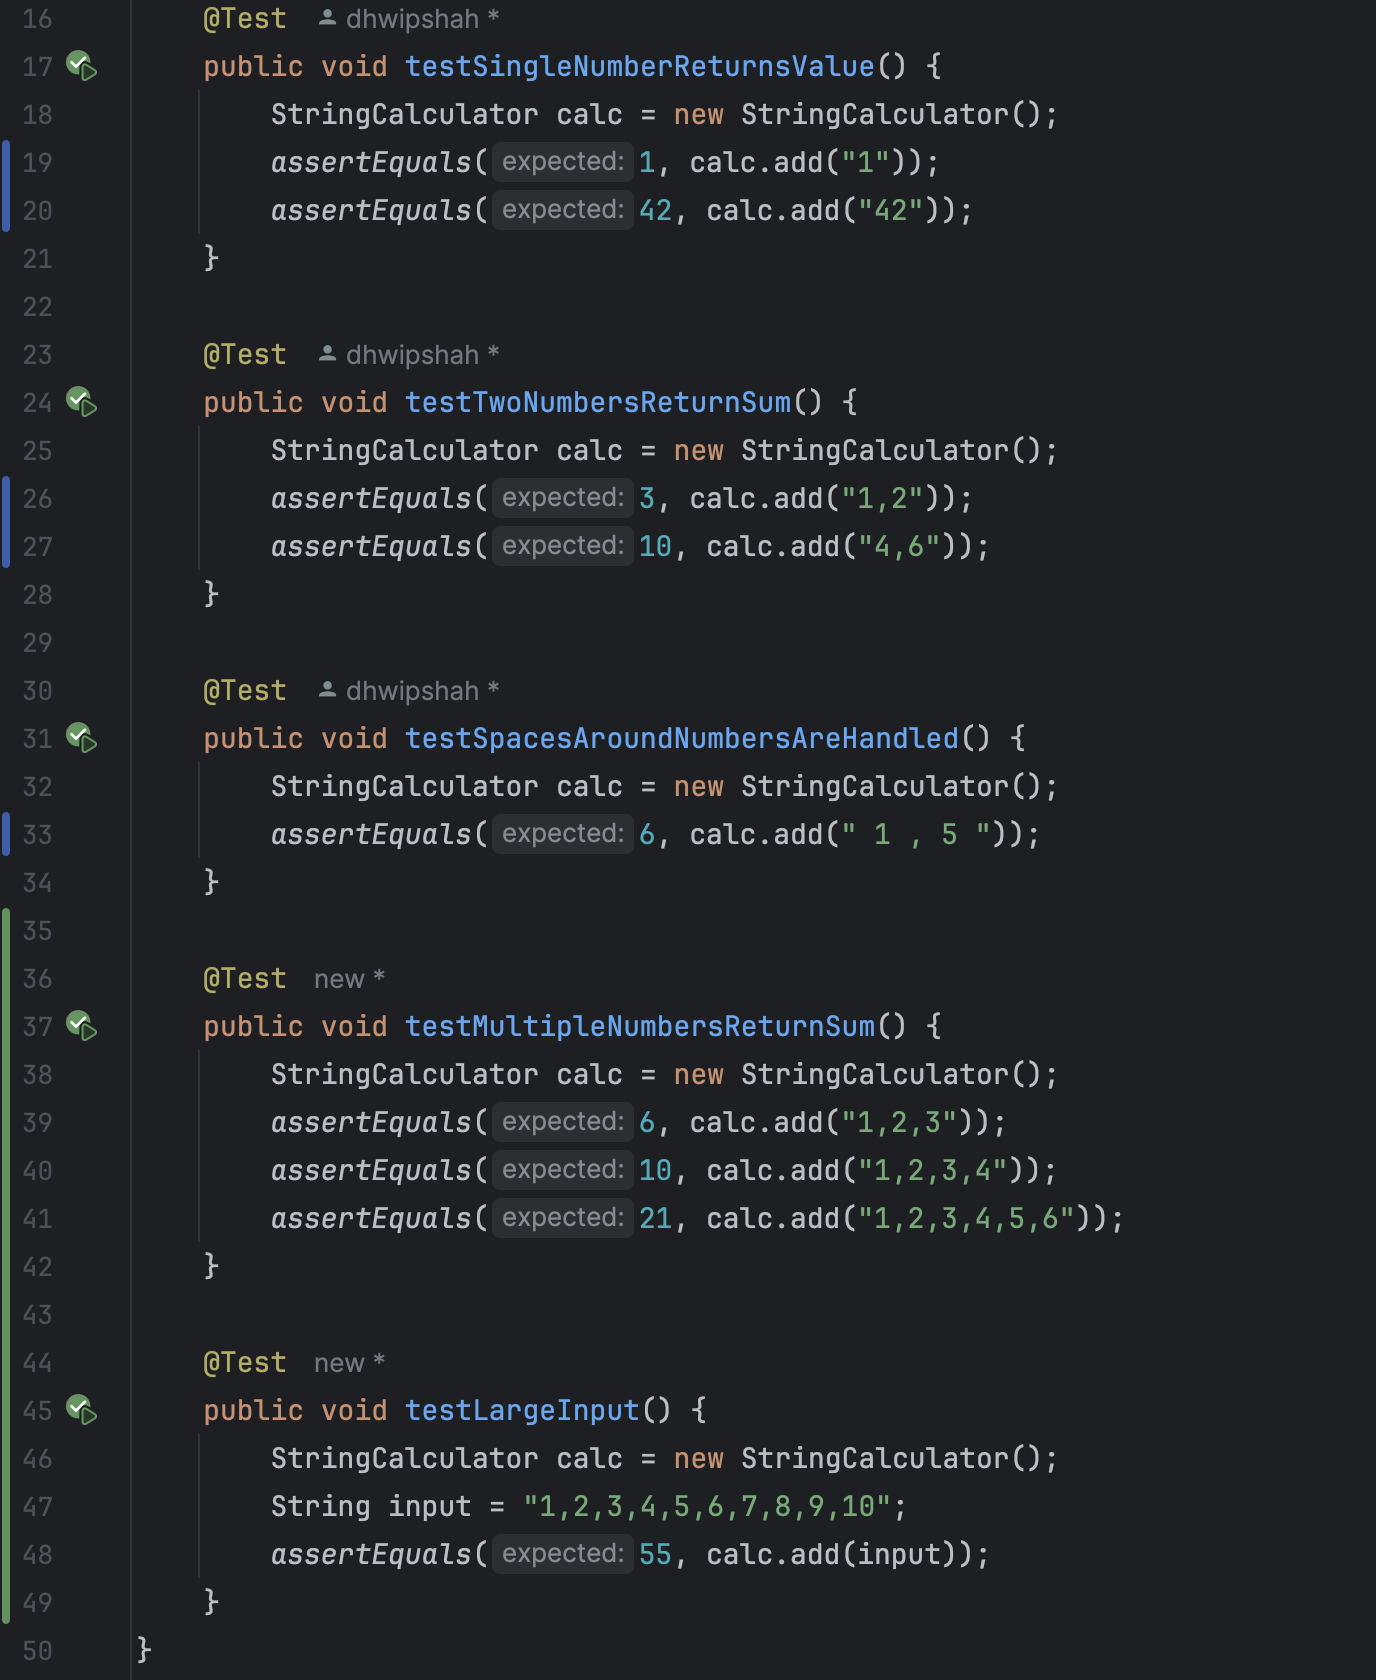 16 @Test dhwipshah *
17 public void testSingleNumberReturnsValue() {
18 StringCalculator calc = new StringCalculator();
19 assertEquals( expected: 1, calc.add("1"));
20 assertEquals( expected: 42, calc.add("42"));
21 }
22
23 @Test dhwipshah *
24 public void testTwoNumbersReturnSum() {
25 StringCalculator calc = new StringCalculator();
26 assertEquals( expected: 3, calc.add("1,2"));
27 assertEquals( expected: 10, calc.add("4,6"));
28 }
29
30 @Test dhwipshah *
31 public void testSpacesAroundNumbersAreHandled() {
32 StringCalculator calc = new StringCalculator();
33 assertEquals( expected: 6, calc.add(" 1 , 5 "));
34 }
35
36 @Test new *
37 public void testMultipleNumbersReturnSum() {
38 StringCalculator calc = new StringCalculator();
39 assertEquals( expected: 6, calc.add("1,2,3"));
40 assertEquals( expected: 10, calc.add("1,2,3,4"));
41 assertEquals( expected: 21, calc.add("1,2,3,4,5,6"));
42 }
43
44 @Test new *
45 public void testLargeInput() {
46 StringCalculator calc = new StringCalculator();
47 String input = "1,2,3,4,5,6,7,8,9,10";
48 assertEquals( expected: 55, calc.add(input));
49 }
50 }